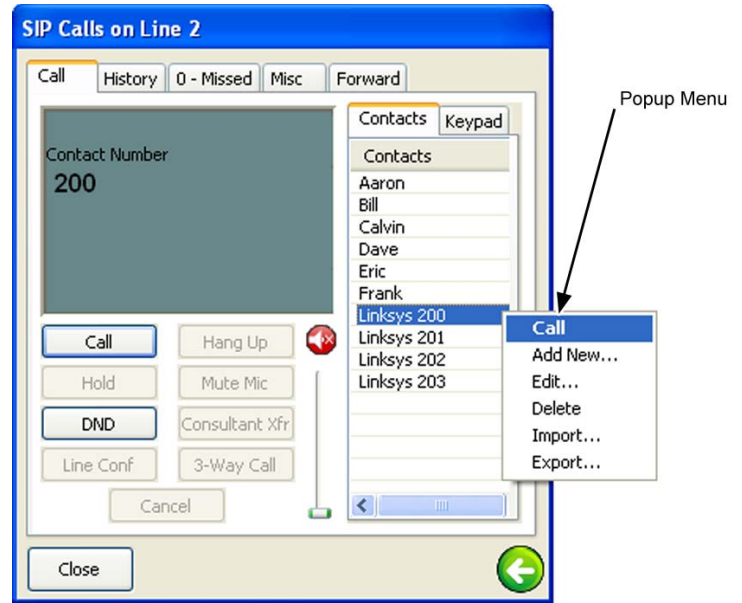 SIP Calls on Line 2
Call
History
0 - Missed
Misc
Forward
Popup Menu
Contact Number
200
Contacts
Keypad
Contacts
Aaron
Bill
Calvin
Dave
Eric
Frank
Linksys 200
Linksys 201
Linksys 202
Linksys 203
Call
Add New...
Edit...
Delete
Import...
Export...
Call
Hang Up
Hold
Mute Mic
DND
Consultant Xfr
Line Conf
3-Way Call
Cancel
Close